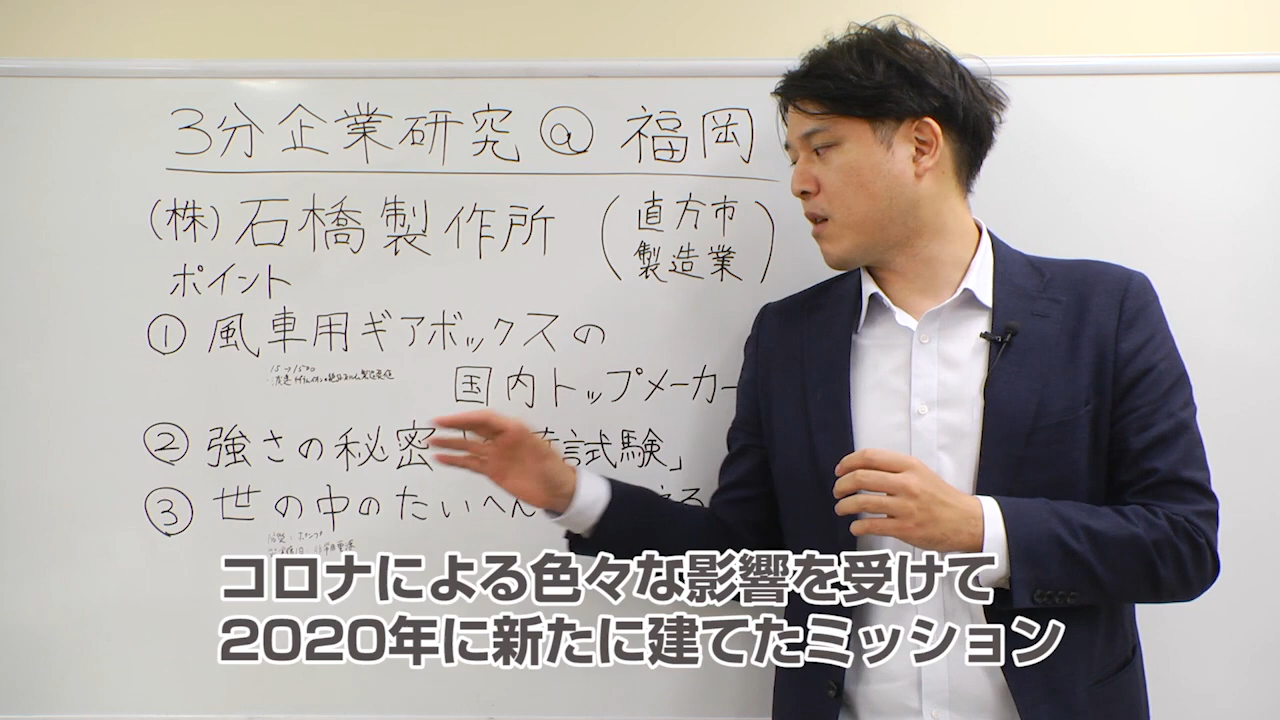 3分企業研究@福岡
(株)石橋製作所 (直方市 製造業)
ポイント
① 風車用ギアボックスの
15→1500
国内トップメーカー
② 強さの秘密 試験」
③ 世の中のたいへん える
コロナによる色々な影響を受けて
2020年に新たに建てたミッション